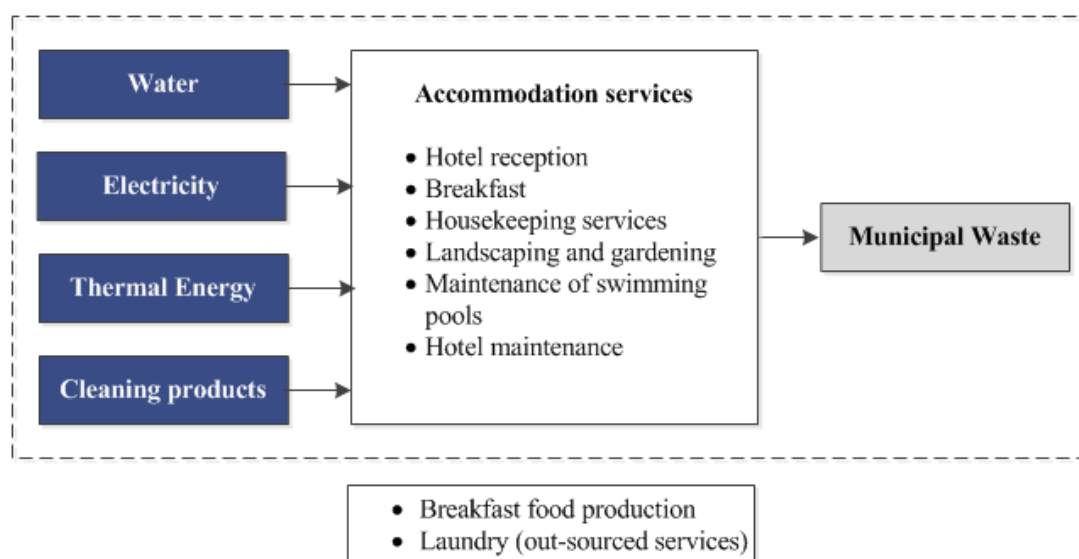 Water
Electricity
Thermal Energy
Cleaning products
Accommodation services
• Hotel reception
• Breakfast
• Housekeeping services
• Landscaping and gardening
• Maintenance of swimming
pools
• Hotel maintenance
Municipal Waste
• Breakfast food production
• Laundry (out-sourced services)